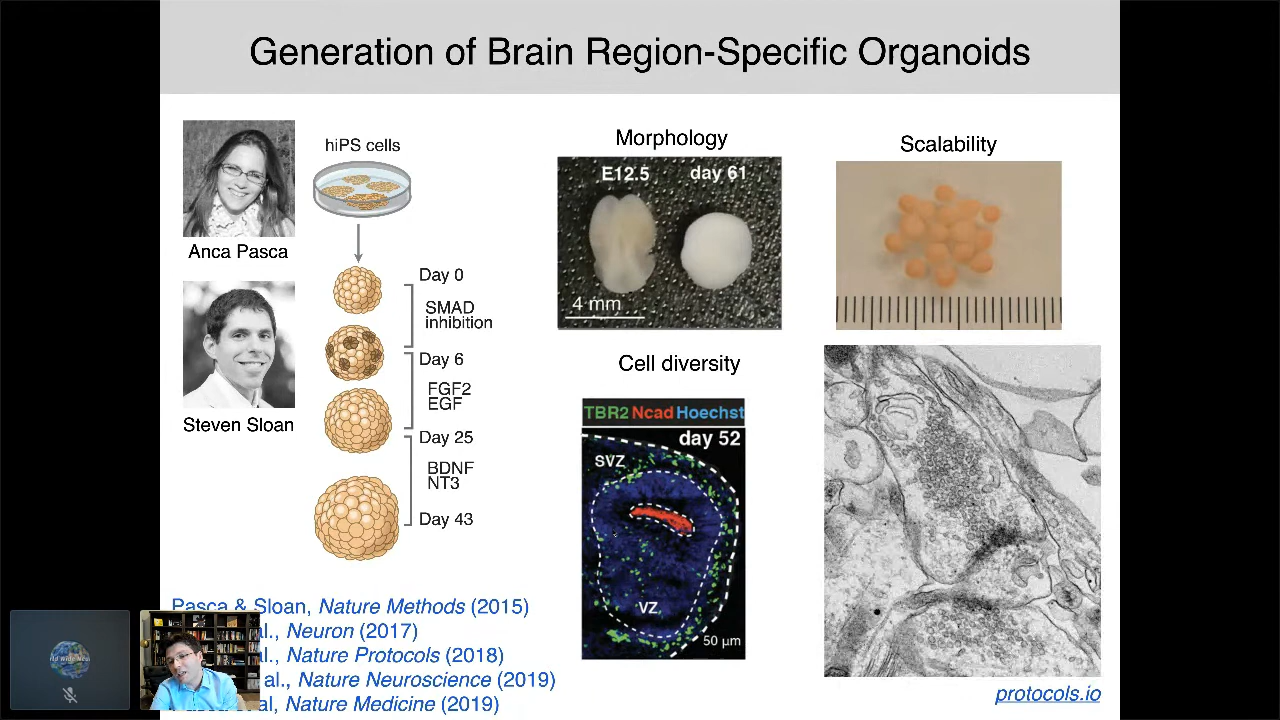 Generation of Brain Region-Specific Organoids
Anca Pasca
Steven Sloan
hiPS cells
Day 0
SMAD
inhibition
Day 6
FGF2
EGF
Day 25
BDNF
NT3
Day 43
Morphology
E12.5 day 61
4 mm
Scalability
Cell diversity
TBR2 Ncad Hoechst
day 52
SVZ
VZ
50 µm
Pasca & Sloan, Nature Methods (2015)
al., Neuron (2017)
al., Nature Protocols (2018)
al., Nature Neuroscience (2019)
al, Nature Medicine (2019)
protocols.io